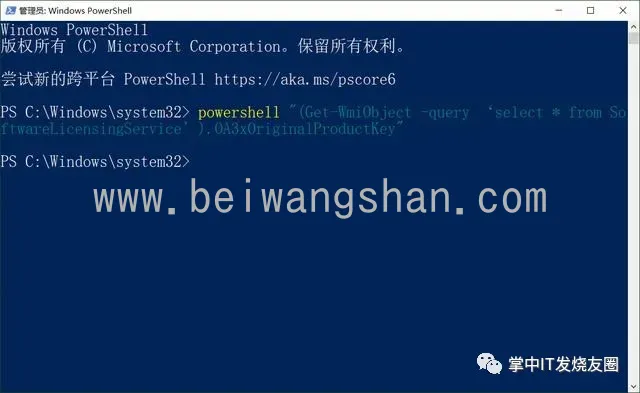 管理员: Windows PowerShell
Windows PowerShell
版权所有 (C) Microsoft Corporation。保留所有权利。
尝试新的跨平台 PowerShell https://aka.ms/pscore6
PS C:\Windows\system32> powershell "(Get-WmiObject -query ‘select * from So
ftwareLicensingService’).OA3xOriginalProductKey"
PS C:\Windows\system32>
www.beiwangshan.com
掌中IT发烧友圈